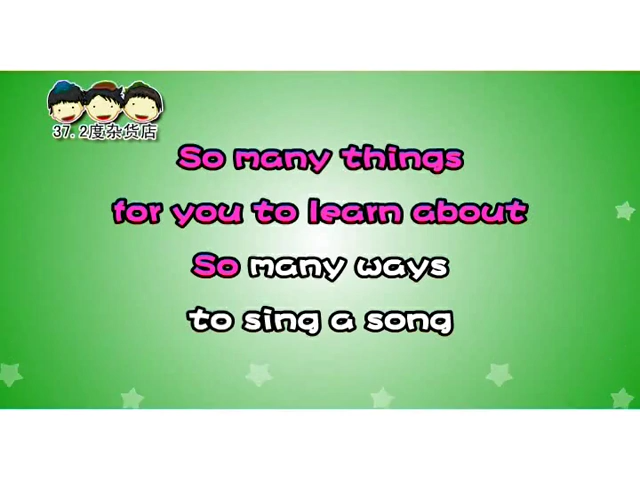 37.2度杂货店
So many things
for you to learn about
So many ways
to sing a song